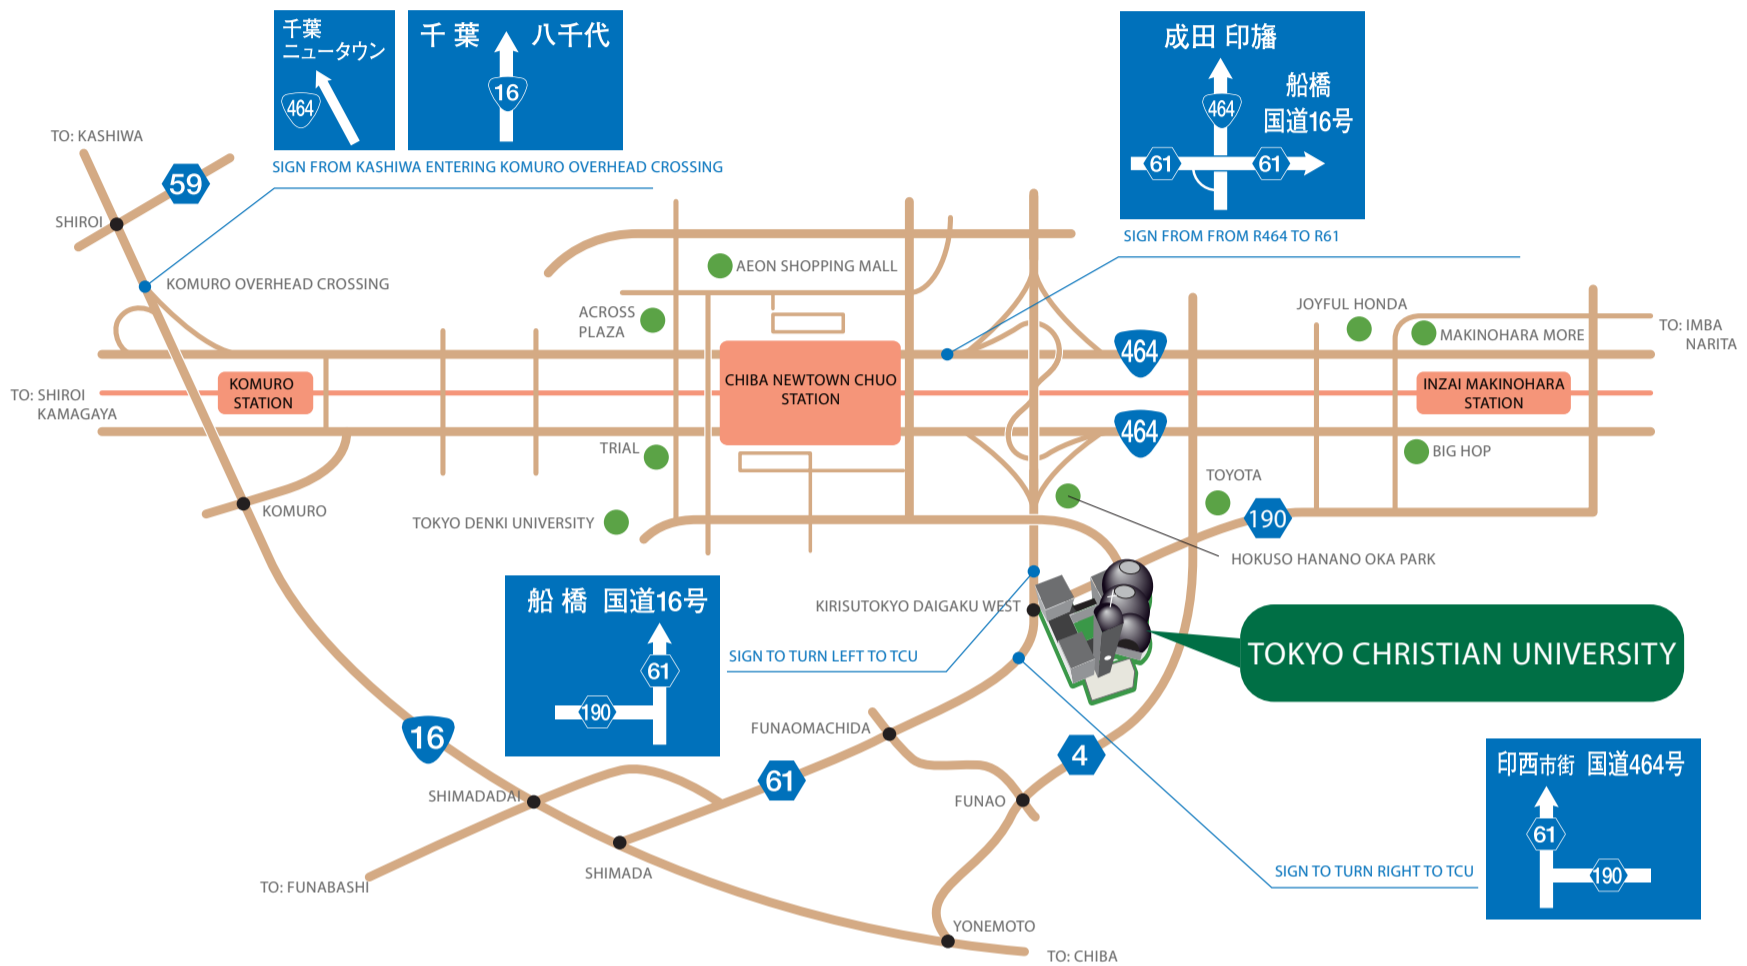 千葉
ニュータウン
464
千 葉
八千代
16
成田 印旛
船橋
国道16号
464
61
61
TO: KASHIWA
SIGN FROM KASHIWA ENTERING KOMURO OVERHEAD CROSSING
59
SHIROI
SIGN FROM FROM R464 TO R61
AEON SHOPPING MALL
KOMURO OVERHEAD CROSSING
ACROSS
PLAZA
JOYFUL HONDA
MAKINOHARA MORE
TO: IMBA
NARITA
464
TO: SHIROI
KAMAGAYA
KOMURO
STATION
CHIBA NEWTOWN CHUO
STATION
INZAI MAKINOHARA
STATION
464
TRIAL
BIG HOP
TOYOTA
KOMURO
TOKYO DENKI UNIVERSITY
190
HOKUSO HANANO OKA PARK
船 橋 国道16号
61
190
KIRISUTOKYO DAIGAKU WEST
SIGN TO TURN LEFT TO TCU
TOKYO CHRISTIAN UNIVERSITY
FUNAOMACHIDA
16
61
4
印西市街 国道464号
61
190
SHIMADADAI
FUNAO
SHIMADA
SIGN TO TURN RIGHT TO TCU
TO: FUNABASHI
YONEMOTO
TO: CHIBA